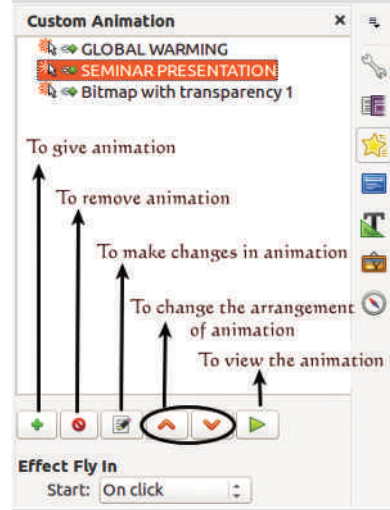 Custom Animation
GLOBAL WARMING
SEMINAR PRESENTATION
Bitmap with transparency 1
To give animation
To remove animation
To make changes in animation
To change the arrangement
of animation
To view the animation
Effect Fly In
Start: On click